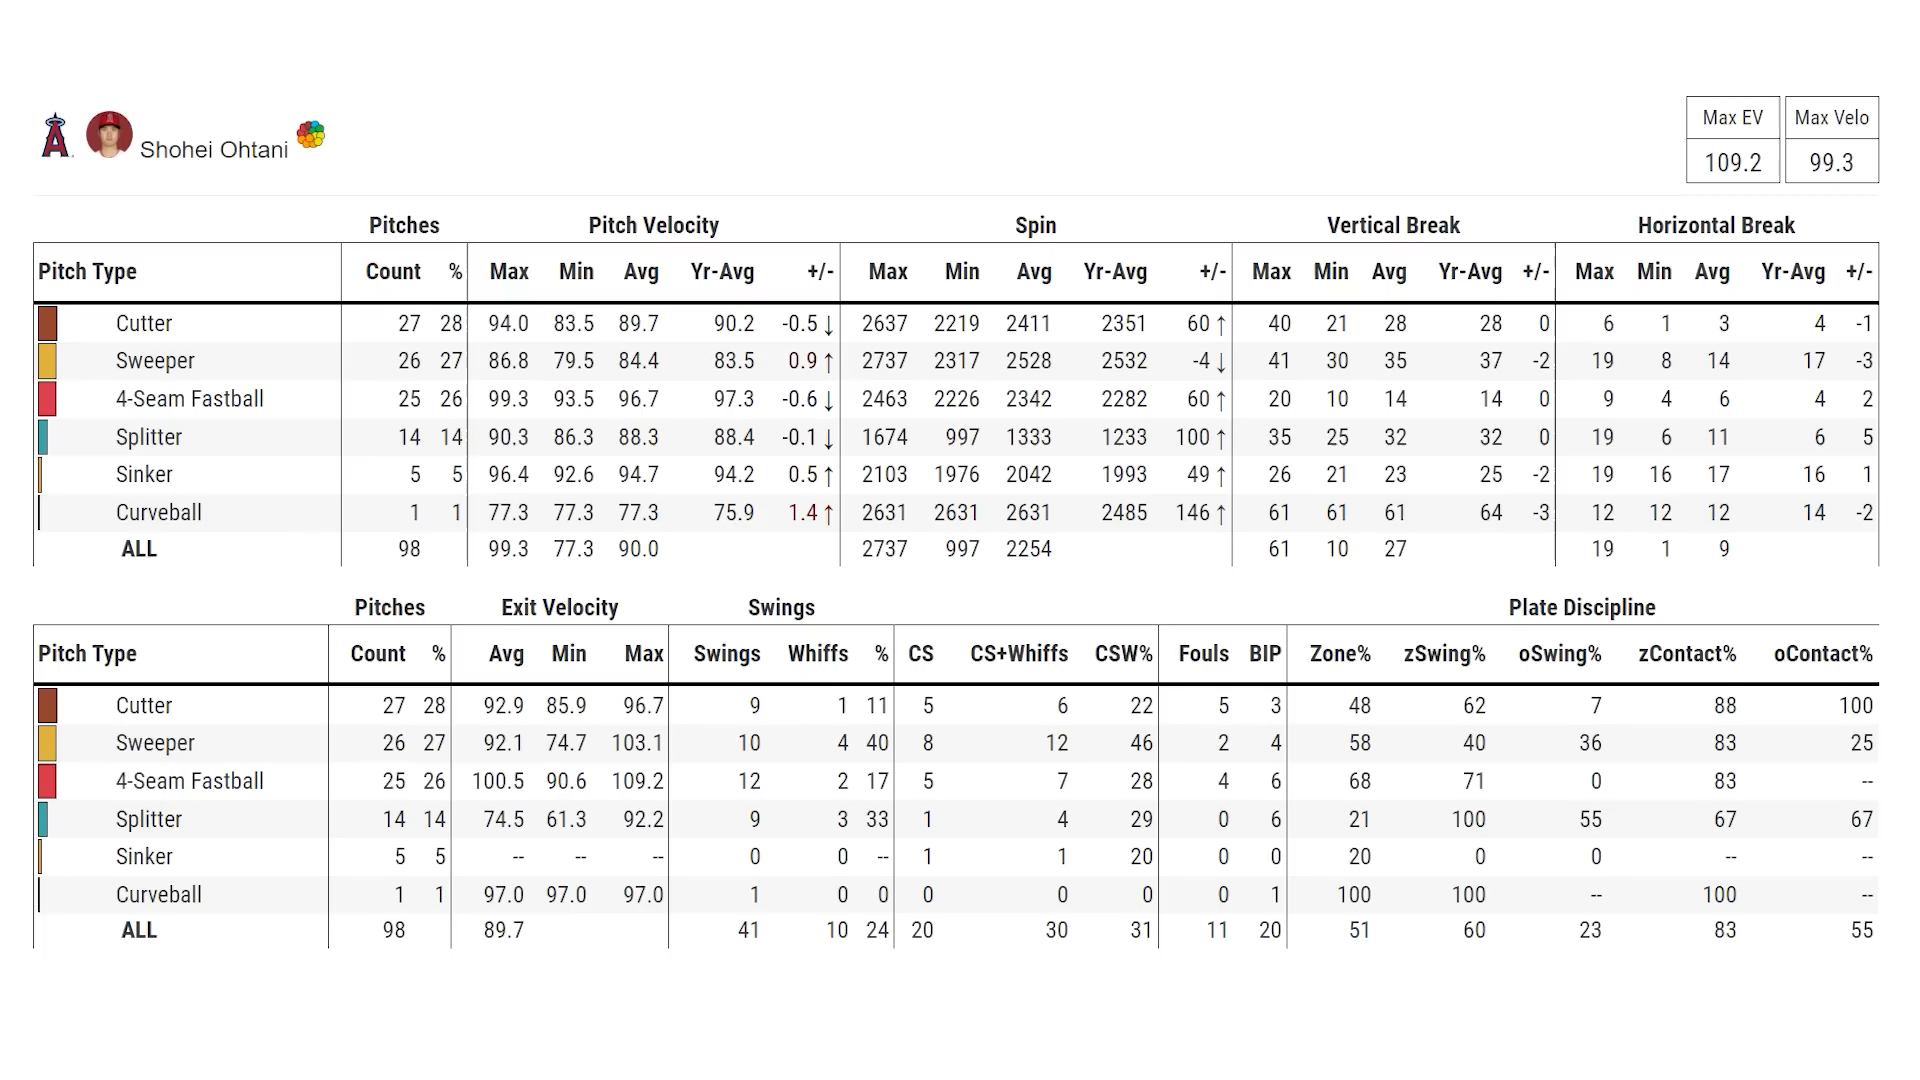 Max EV Max Velo
Shohei Ohtani
109.2 99.3
Pitches Pitch Velocity Spin Vertical Break Horizontal Break
Pitch Type Count % Max Min Avg Yr-Avg +/- Max Min Avg Yr-Avg +/- Max Min Avg Yr-Avg +/- Max Min Avg Yr-Avg +/-
Cutter 27 28 94.0 83.5 89.7 90.2 -0.5 ↓ 2637 2219 2411 2351 60 ↑ 40 21 28 28 0 6 1 3 4 -1
Sweeper 26 27 86.8 79.5 84.4 83.5 0.9 ↑ 2737 2317 2528 2532 -4 ↓ 41 30 35 37 -2 19 8 14 17 -3
4-Seam Fastball 25 26 99.3 93.5 96.7 97.3 -0.6 ↓ 2463 2226 2342 2282 60 ↑ 20 10 14 14 0 9 4 6 4 2
Splitter 14 14 90.3 86.3 88.3 88.4 -0.1 ↓ 1674 997 1333 1233 100 ↑ 35 25 32 32 0 19 6 11 6 5
Sinker 5 5 96.4 92.6 94.7 94.2 0.5 ↑ 2103 1976 2042 1993 49 ↑ 26 21 23 25 -2 19 16 17 16 1
Curveball 1 1 77.3 77.3 77.3 75.9 1.4 ↑ 2631 2631 2631 2485 146 ↑ 61 61 61 64 -3 12 12 12 14 -2
ALL 98 99.3 77.3 90.0 2737 997 2254 61 10 27 19 1 9
Pitches Exit Velocity Swings Plate Discipline
Pitch Type Count % Avg Min Max Swings Whiffs % CS CS+Whiffs CSW% Fouls BIP Zone% zSwing% oSwing% zContact% oContact%
Cutter 27 28 92.9 85.9 96.7 9 1 11 5 6 22 5 3 48 62 7 88 100
Sweeper 26 27 92.1 74.7 103.1 10 4 40 8 12 46 2 4 58 40 36 83 25
4-Seam Fastball 25 26 100.5 90.6 109.2 12 2 17 5 7 28 4 6 68 71 0 83 --
Splitter 14 14 74.5 61.3 92.2 9 3 33 1 4 29 0 6 21 100 55 67 67
Sinker 5 5 -- -- -- 0 0 -- 1 1 20 0 0 20 0 0 -- --
Curveball 1 1 97.0 97.0 97.0 1 0 0 0 0 0 0 1 100 100 -- 100 --
ALL 98 89.7 41 10 24 20 30 31 11 20 51 60 23 83 55